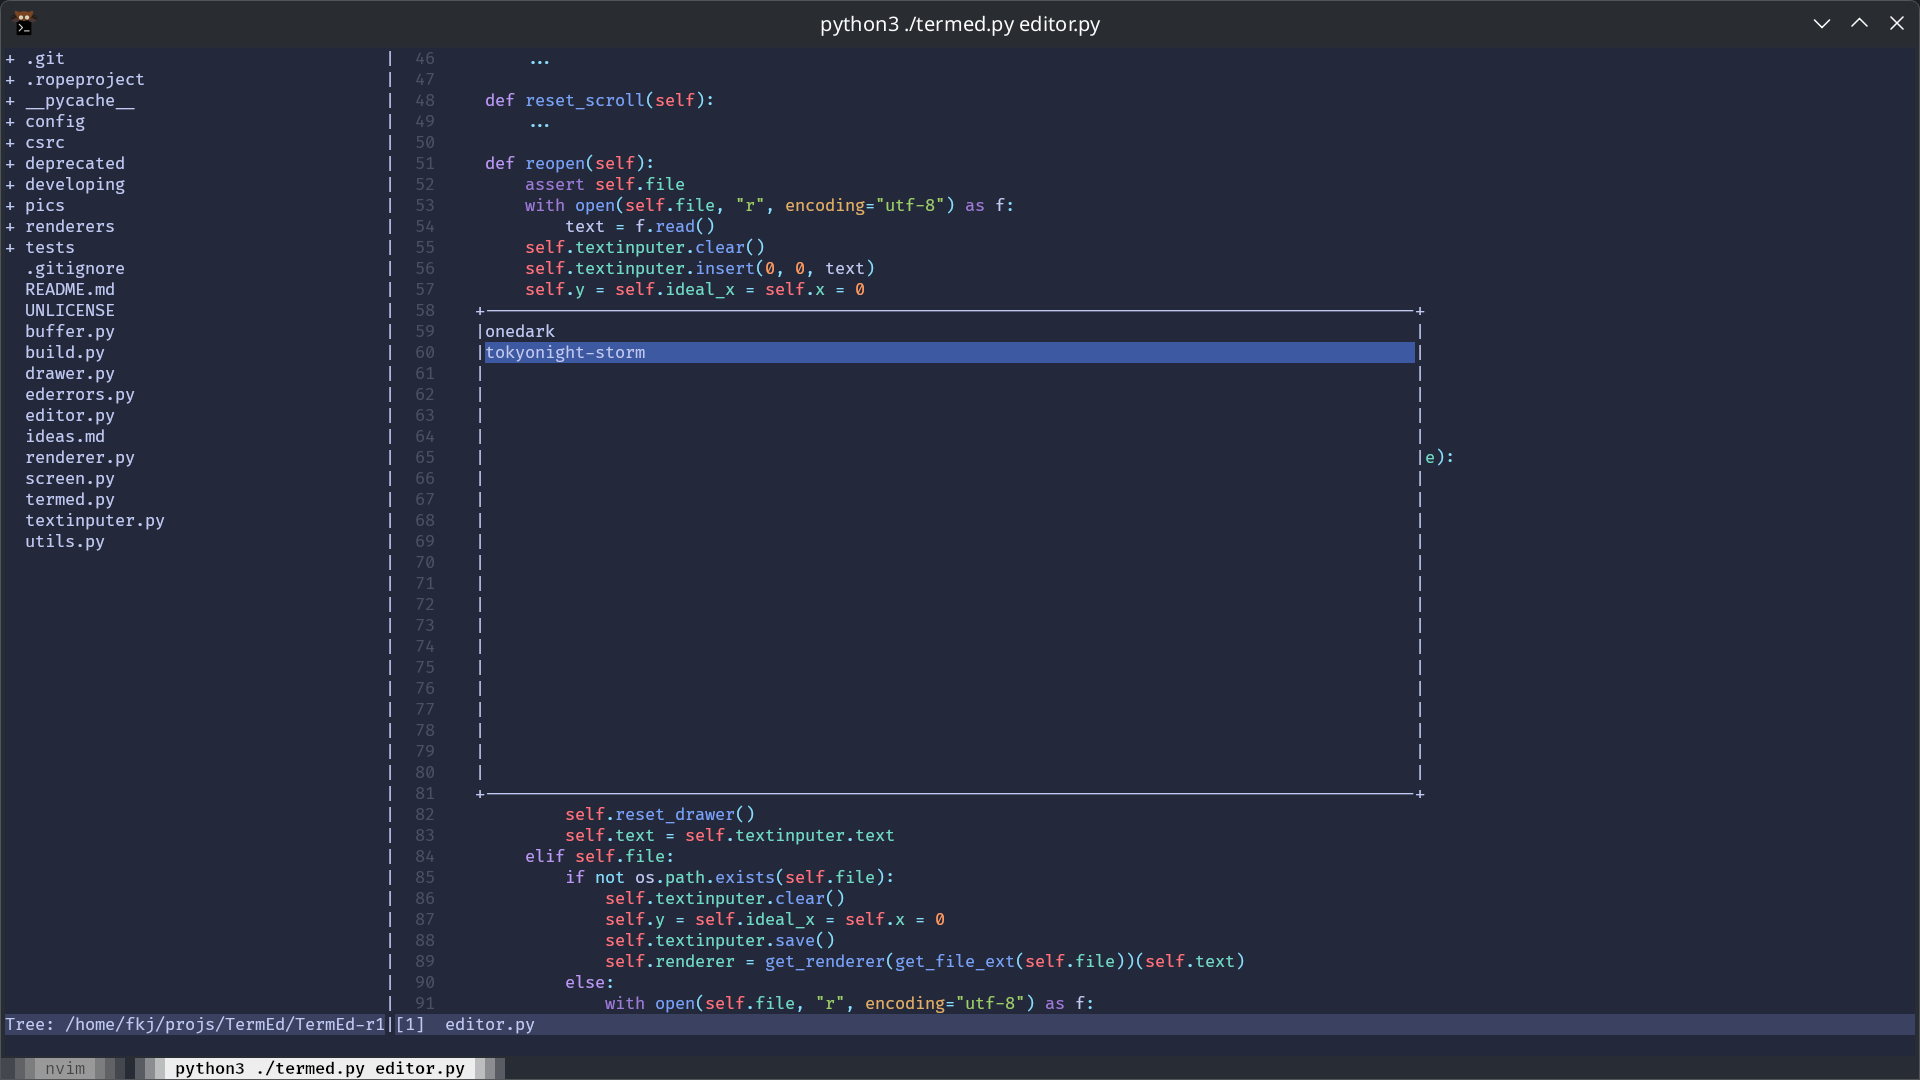 python3 ./termed.py editor.py
+ .git
+ .ropeproject
+ __pycache__
+ config
+ csrc
+ deprecated
+ developing
+ pics
+ renderers
+ tests
.gitignore
README.md
UNLICENSE
buffer.py
build.py
drawer.py
ederrors.py
editor.py
ideas.md
renderer.py
screen.py
termed.py
textinputer.py
utils.py
46         ...
47
48     def reset_scroll(self):
49         ...
50
51     def reopen(self):
52         assert self.file
53         with open(self.file, "r", encoding="utf-8") as f:
54             text = f.read()
55         self.textinputer.clear()
56         self.textinputer.insert(0, 0, text)
57         self.y = self.ideal_x = self.x = 0
58
59 |onedark |
60 |tokyonight-storm |
61
62
63
64
65 |e):
66
67
68
69
70
71
72
73
74
75
76
77
78
79
80
81
82             self.reset_drawer()
83             self.text = self.textinputer.text
84         elif self.file:
85             if not os.path.exists(self.file):
86                 self.textinputer.clear()
87                 self.y = self.ideal_x = self.x = 0
88                 self.textinputer.save()
89                 self.renderer = get_renderer(get_file_ext(self.file))(self.text)
90             else:
91                 with open(self.file, "r", encoding="utf-8") as f:
Tree: /home/fkj/projs/TermEd/TermEd-r1|[1]  editor.py
nvim
python3 ./termed.py editor.py